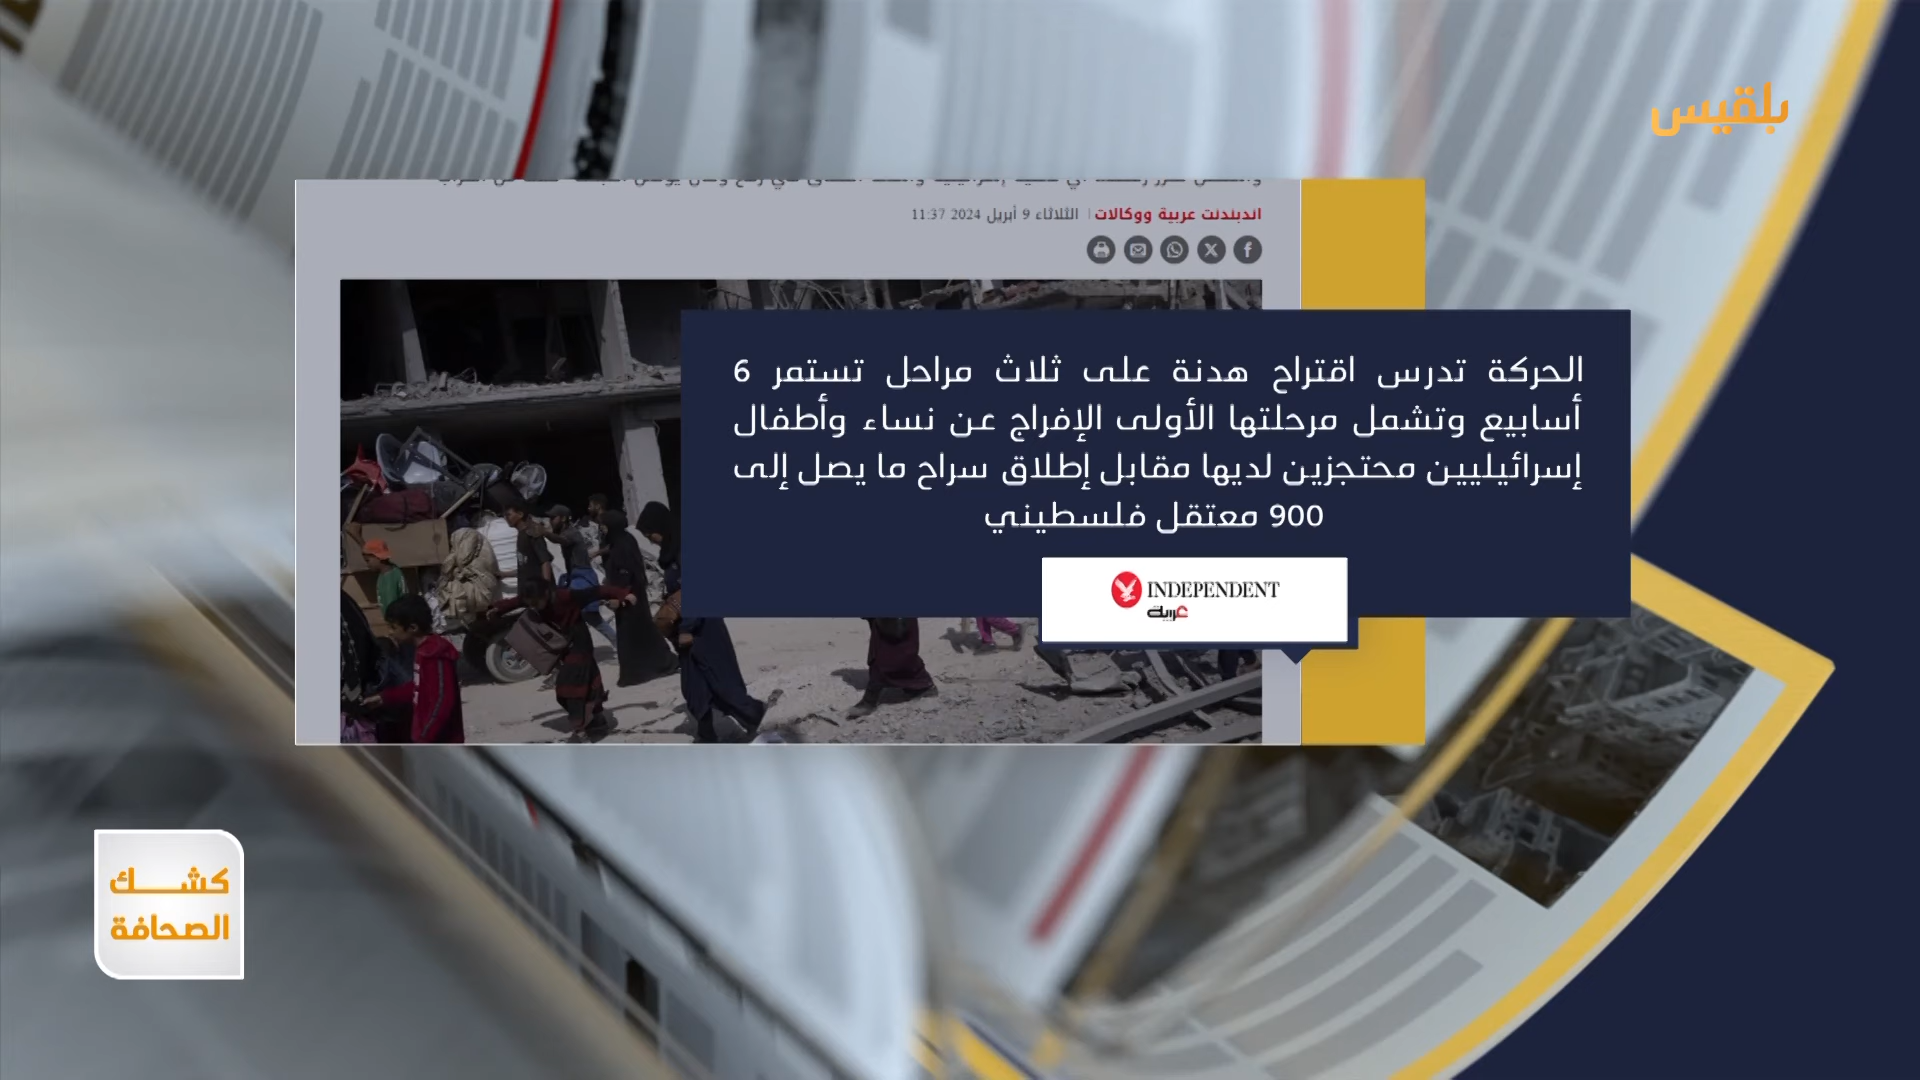 بلقيس
اندبندنت عربية ووكالات | الثلاثاء 9 أبريل 2024 11:37
الحركة تدرس اقتراح هدنة على ثلاث مراحل تستمر 6
أسابيع وتشمل مرحلتها الأولى الإفراج عن نساء وأطفال
إسرائيليين محتجزين لديها مقابل إطلاق سراح ما يصل إلى
900 معتقل فلسطيني
INDEPENDENT
عربية
كشك
الصحافة